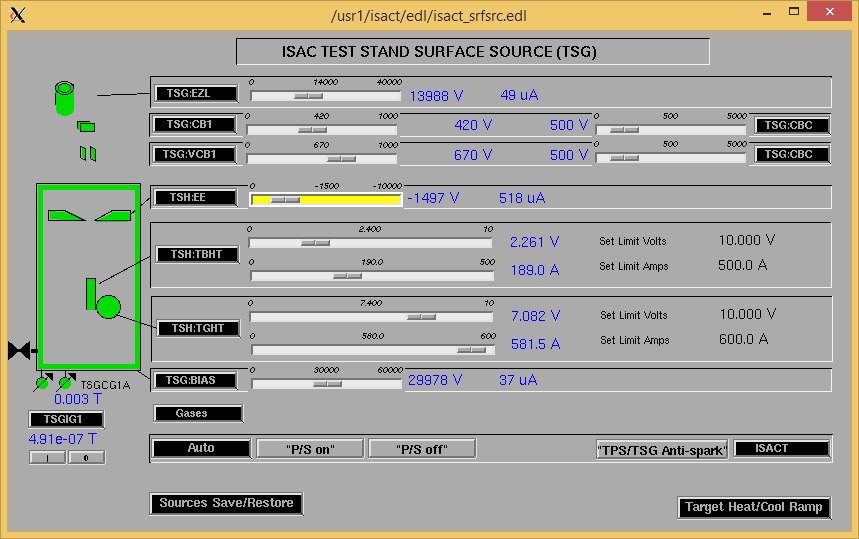 /usr1/isact/edl/isact_srfsrc.edl
ISAC TEST STAND SURFACE SOURCE (TSG)
0 14000 40000
TSG:EZL 13988 V 49 uA
0 420 1000 0 500 5000
TSG:CB1 420 V 500 V TSG:CBC
0 670 1000 0 500 5000
TSG:VCB1 670 V 500 V TSG:CBC
0 -1500 -10000
TSH:EE -1497 V 518 uA
0 2.400 10
2.261 V Set Limit Volts 10.000 V
TSH:TBHT
0 190.0 500
189.0 A Set Limit Amps 500.0 A
0 7.400 10
7.082 V Set Limit Volts 10.000 V
TSH:TGHT
0 580.0 600
581.5 A Set Limit Amps 600.0 A
0 30000 60000
TSG:BIAS 29978 V 37 uA
TSGCG1A
0.003 T
TSGIG1
4.91e-07 T
I 0
Gases
Auto "P/S on" "P/S off" "TPS/TSG Anti-spark" ISACT
Sources Save/Restore
Target Heat/Cool Ramp